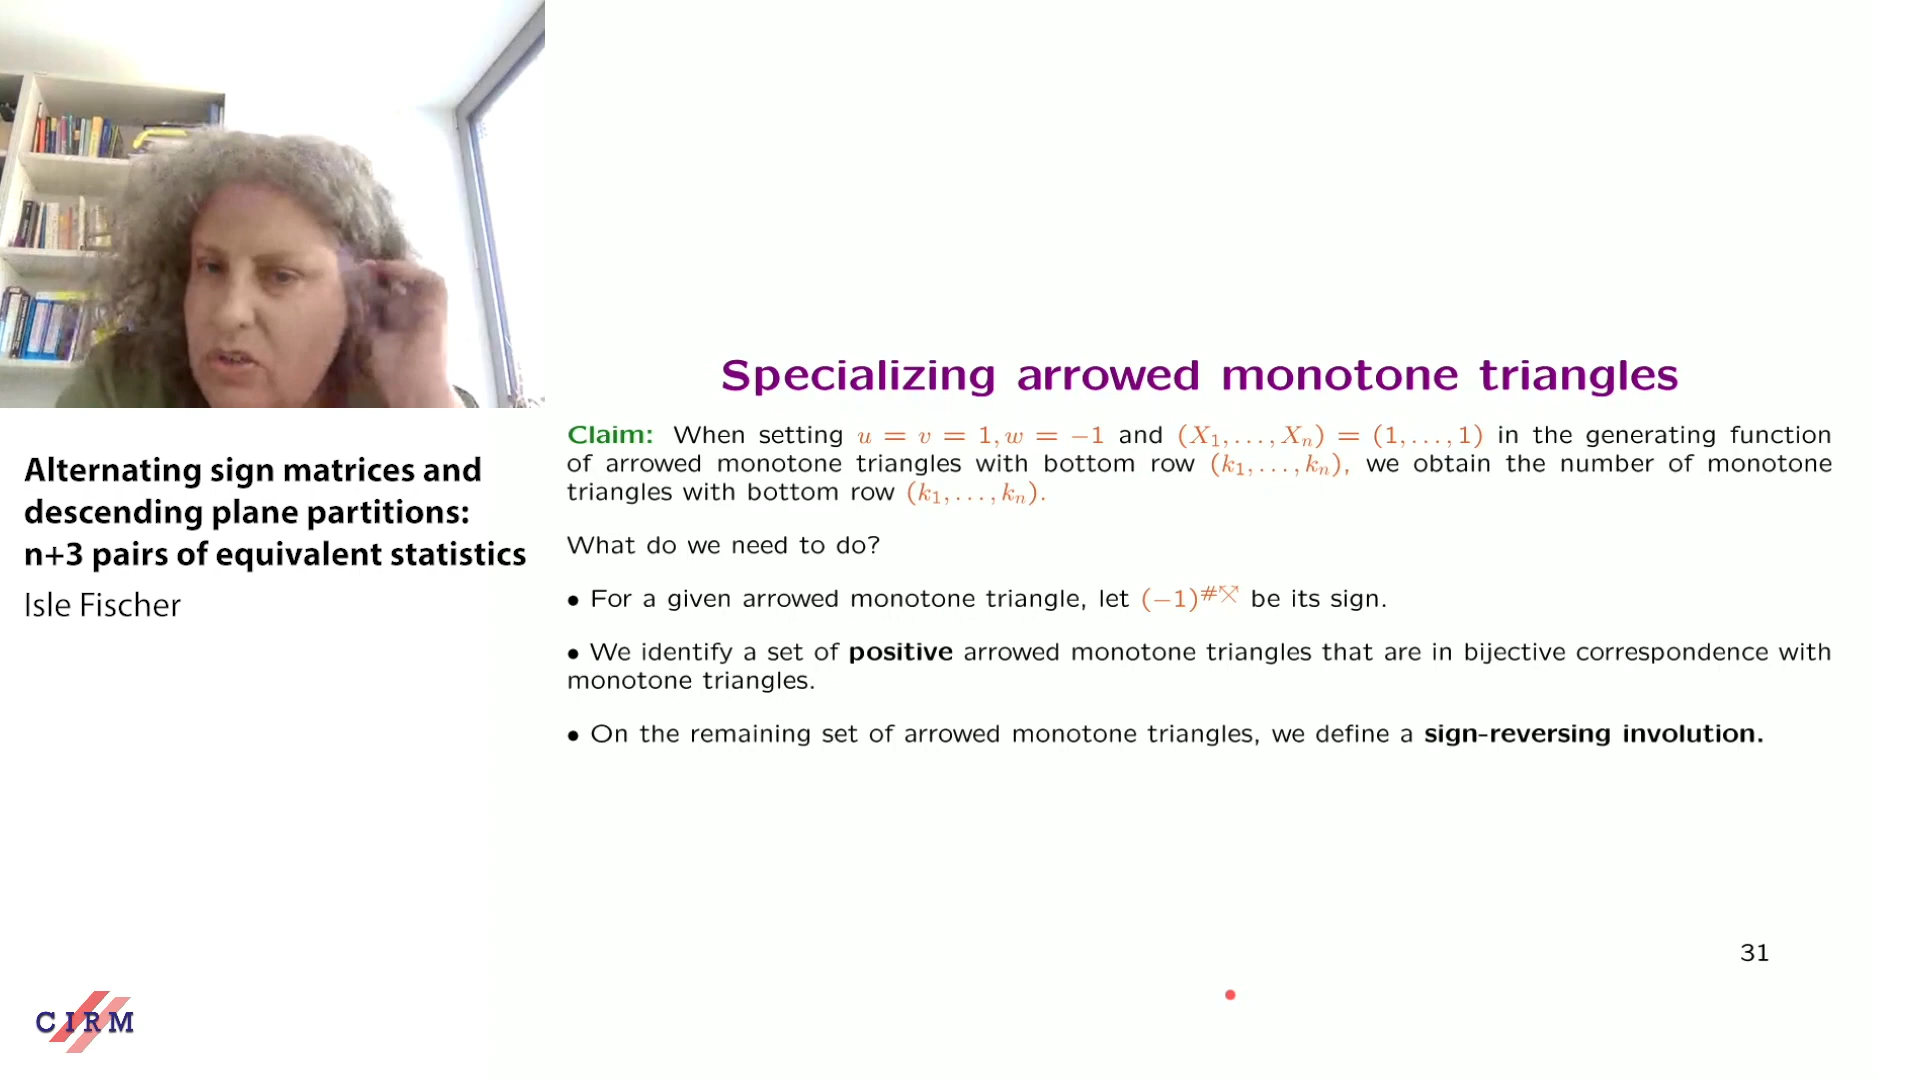 Alternating sign matrices and
descending plane partitions:
n+3 pairs of equivalent statistics
Isle Fischer
CIRM
Specializing arrowed monotone triangles
Claim: When setting u = v = 1, w = −1 and (X₁, . . . , Xₙ) = (1, . . . , 1) in the generating function
of arrowed monotone triangles with bottom row (k₁, . . . , kₙ), we obtain the number of monotone
triangles with bottom row (k₁, . . . , kₙ).
What do we need to do?
• For a given arrowed monotone triangle, let (−1)^#⤱ be its sign.
• We identify a set of positive arrowed monotone triangles that are in bijective correspondence with
monotone triangles.
• On the remaining set of arrowed monotone triangles, we define a sign-reversing involution.
31